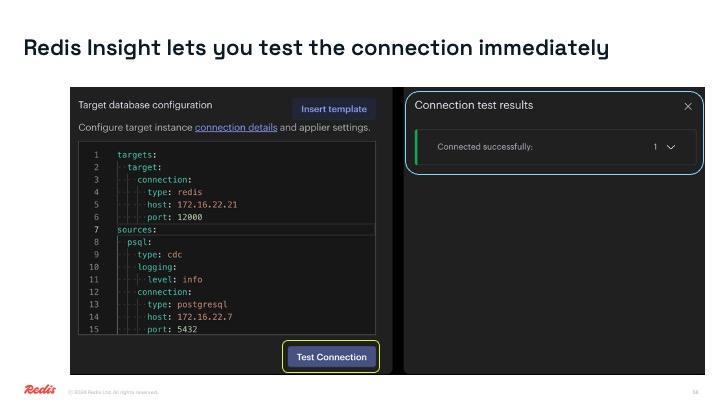 Redis Insight lets you test the connection immediately
Target database configuration
Insert template
Configure target instance connection details and applier settings.
1 targets:
2 target:
3 connection:
4 type: redis
5 host: 172.16.22.21
6 port: 12000
7 sources:
8 psql:
9 type: cdc
10 logging:
11 level: info
12 connection:
13 type: postgresql
14 host: 172.16.22.7
15 port: 5432
Test Connection
Connection test results
Connected successfully: 1
Redis
© 2024 Redis Ltd. All rights reserved.